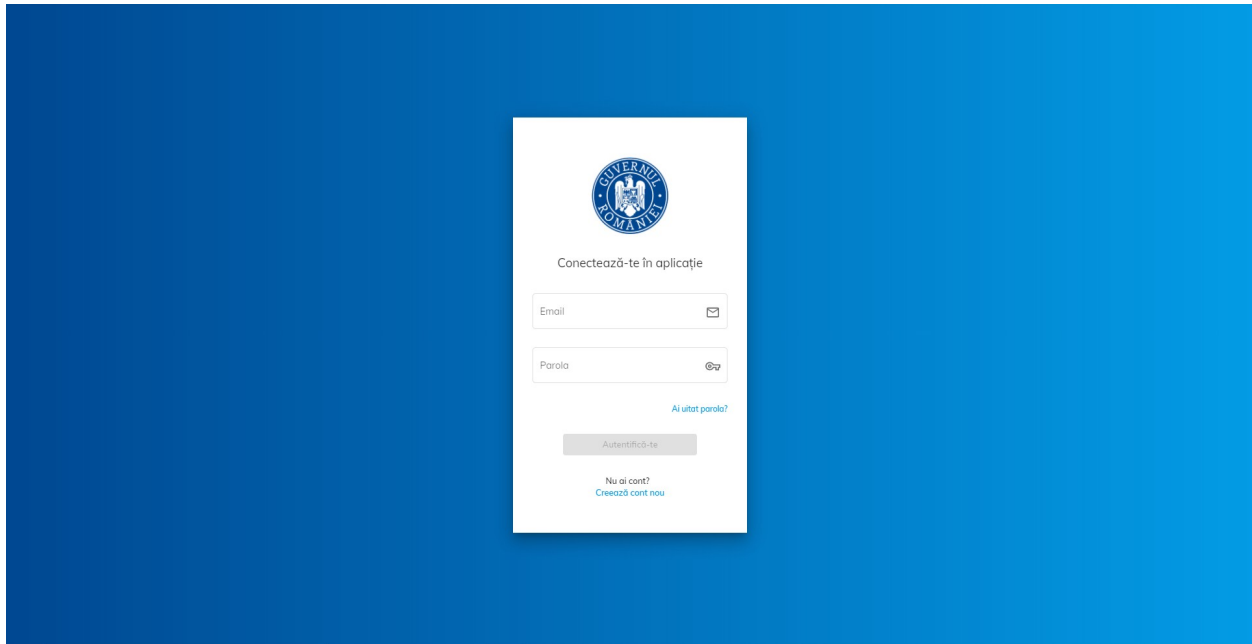 GUVERNUL
ROMÂNIEI
Conectează-te în aplicație
Email
Parola
Ai uitat parola?
Autentifică-te
Nu ai cont?
Creează cont nou